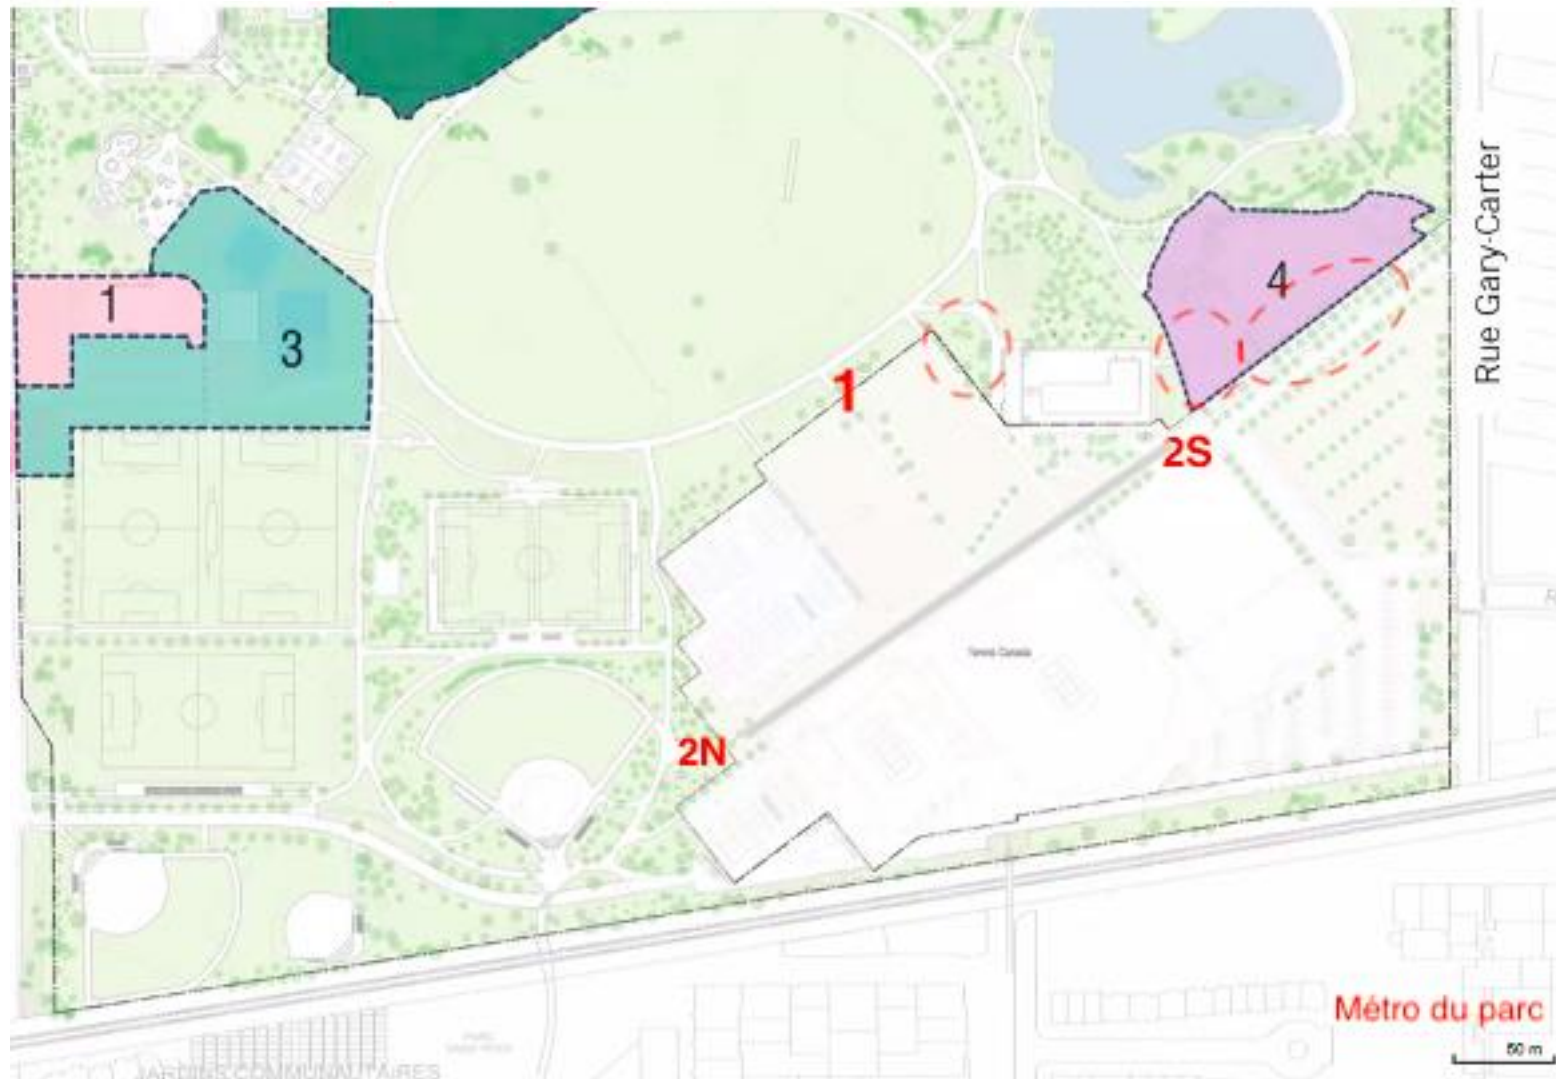 Rue Gary-Carter
1
3
4
1
2S
Tennis Canada
2N
Métro du parc
50 m
JARDINS COMMUNAUTAIRES